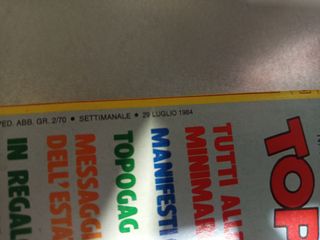 PED. ABB. GR. 2/70 • SETTIMANALE • 29 LUGLIO 1984
TOP
TUTTI AL
MINIMA
MANIFESTI
TOPOGAG
MESSAGGI
DELL'ESTA
IN REGAL